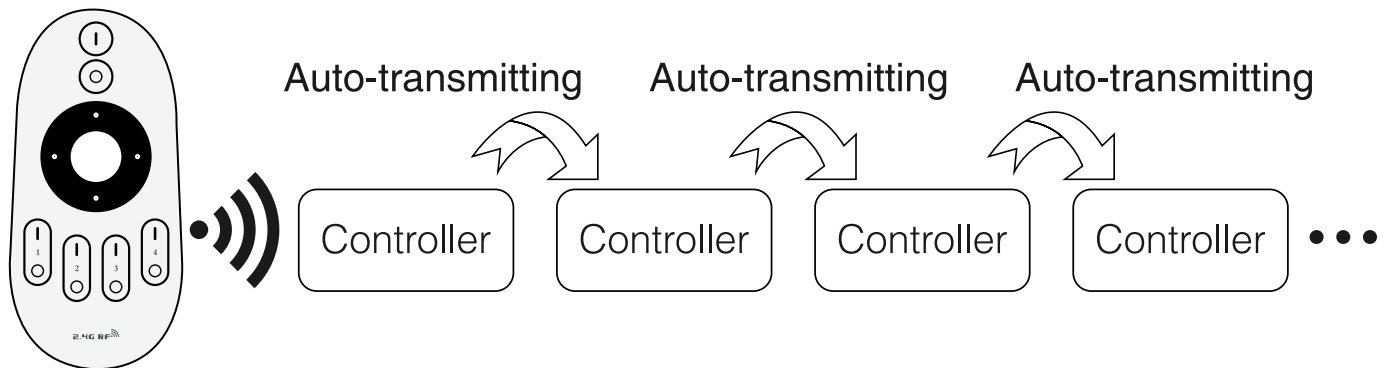 Auto-transmitting Auto-transmitting Auto-transmitting
Controller Controller Controller Controller
1 2 3 4
2.4G RF